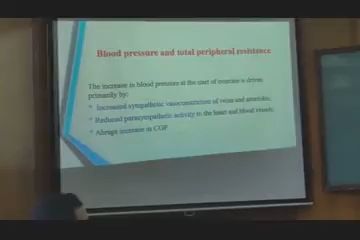 Blood pressure and total peripheral resistance
The increase in blood pressure at the start of exercise is driven
primarily by:
Increased sympathetic vasoconstriction of veins and arterioles,
Reduced parasympathetic activity to the heart and blood vessels,
increase in